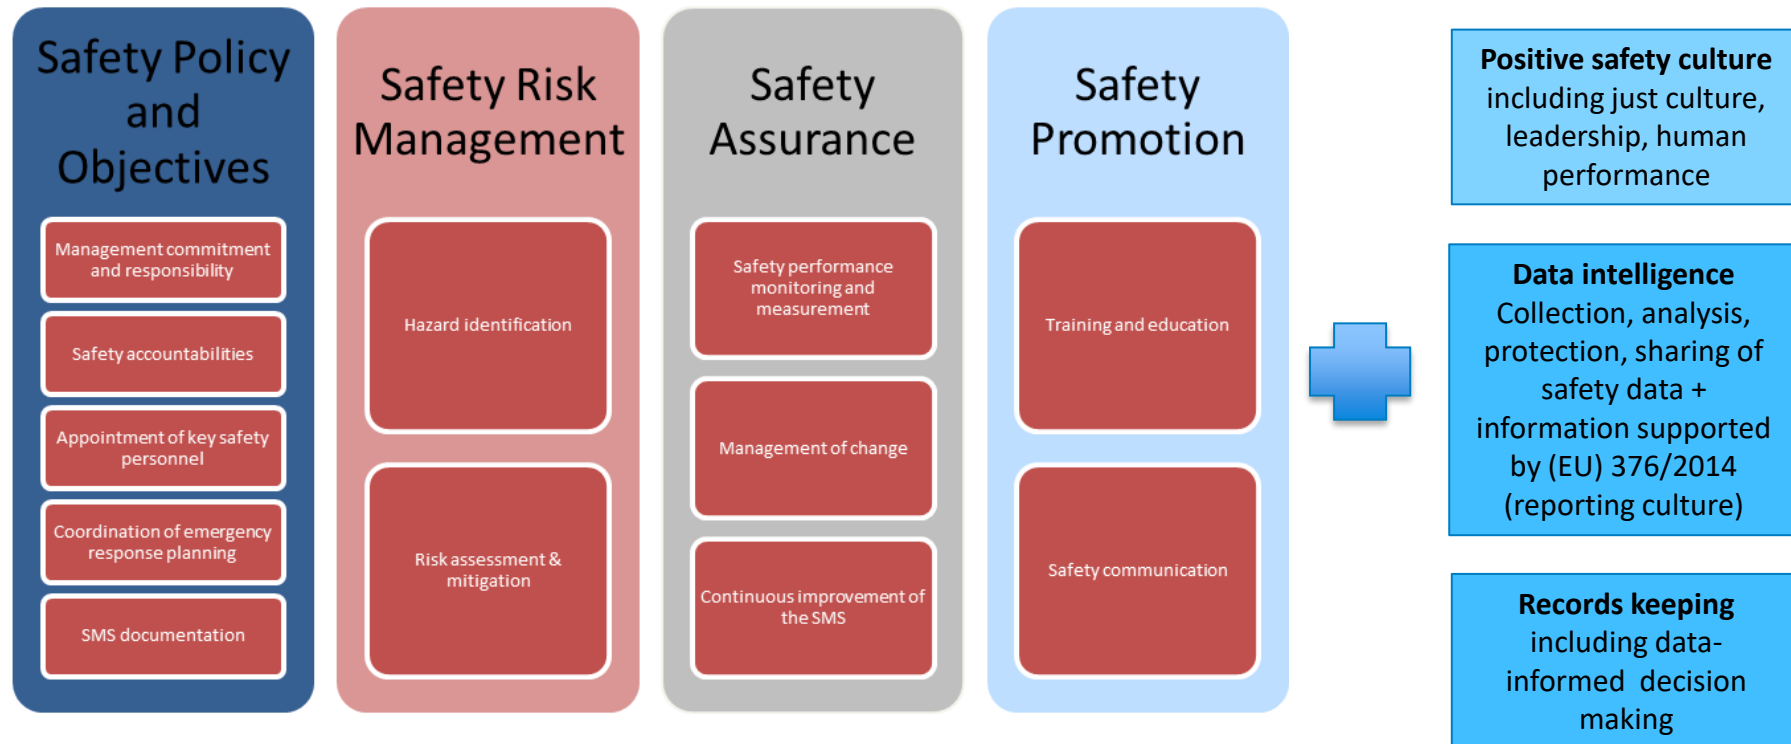 Safety Policy
and
Objectives
Management commitment
and responsibility
Safety accountabilities
Appointment of key safety
personnel
Coordination of emergency
response planning
SMS documentation
Safety Risk
Management
Hazard identification
Risk assessment &
mitigation
Safety
Assurance
Safety performance
monitoring and
measurement
Management of change
Continuous improvement of
the SMS
Safety
Promotion
Training and education
Safety communication
Positive safety culture
including just culture,
leadership, human
performance
Data intelligence
Collection, analysis,
protection, sharing of
safety data +
information supported
by (EU) 376/2014
(reporting culture)
Records keeping
including data-
informed decision
making